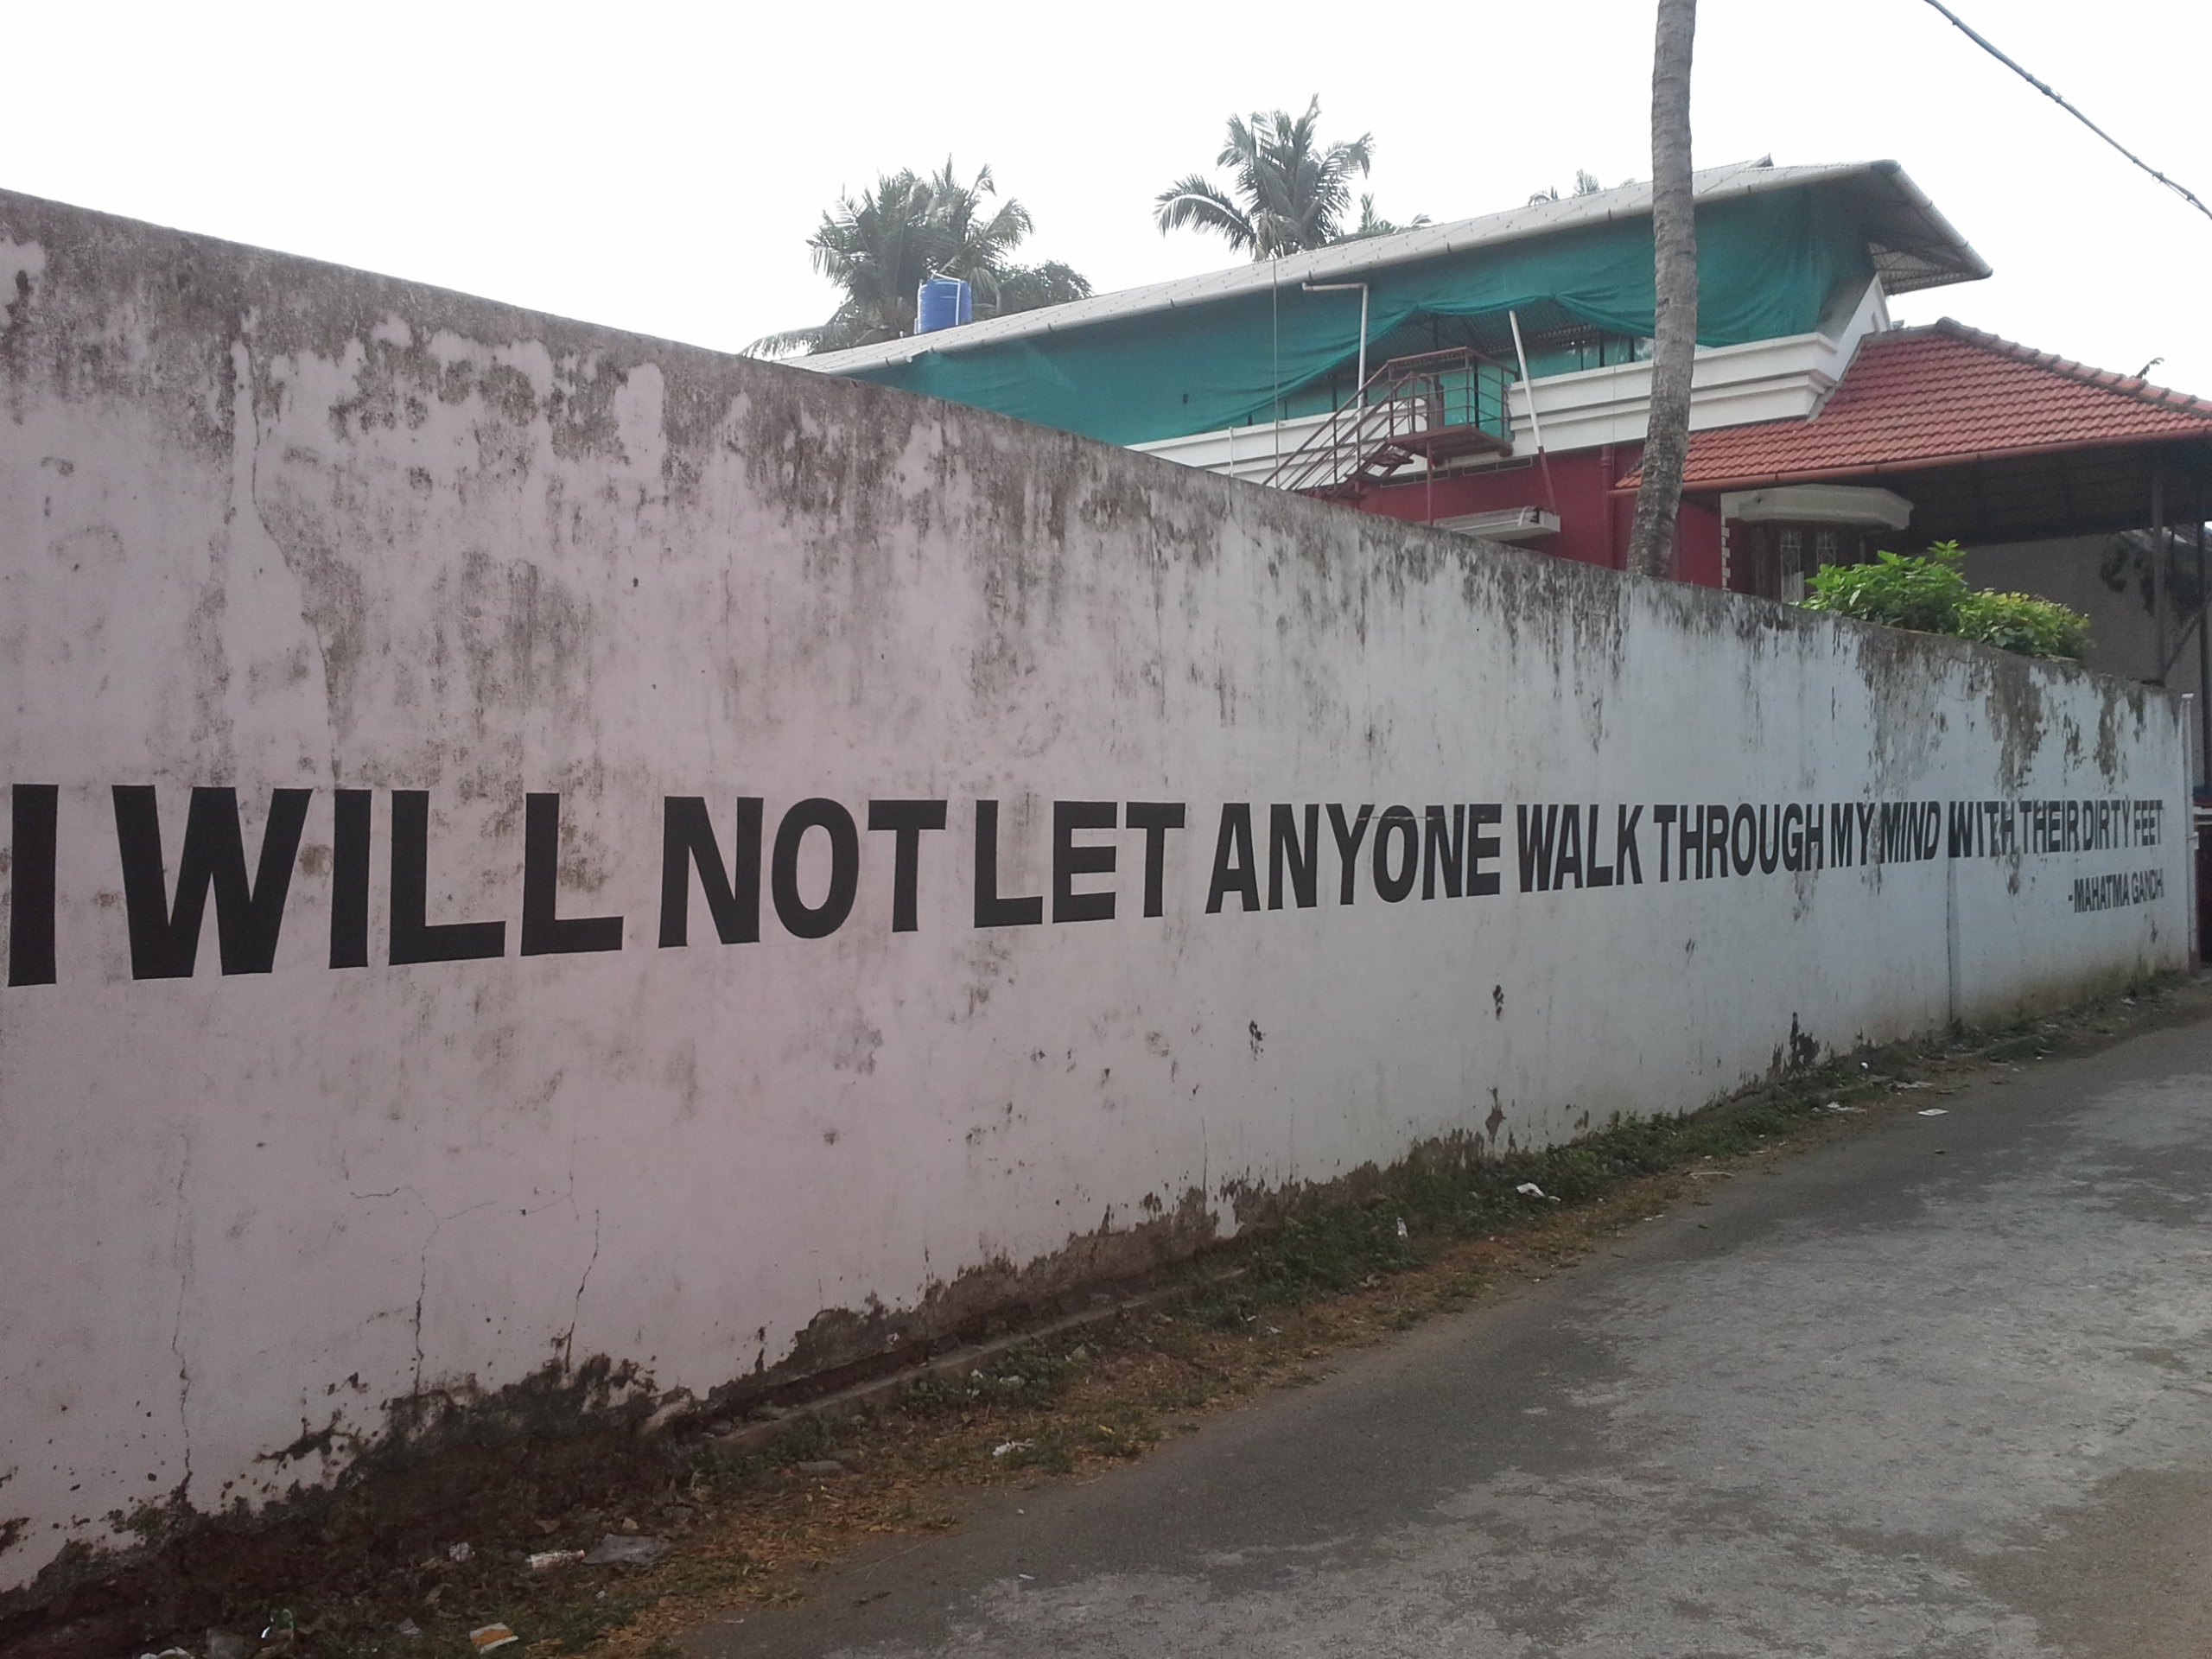 I WILL NOT LET ANYONE WALK THROUGH MY MIND WITH THEIR DIRTY FEET
-MAHATMA GANDHI